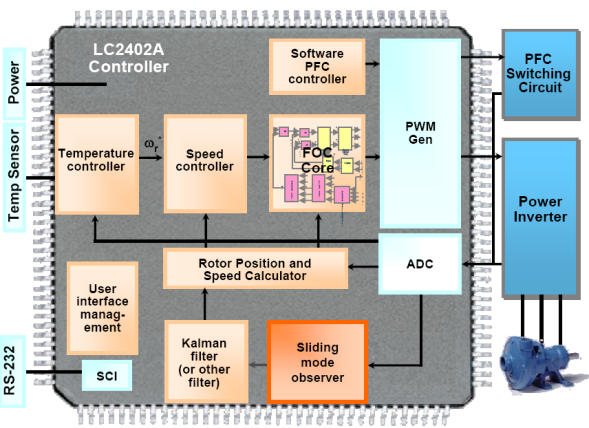 LC2402A
Controller
Software
PFC
controller
PFC
Switching
Circuit
Power
PWM
Gen
Temp Sensor
Temperature
controller
ωr*
Speed
controller
FOC
Core
Power
Inverter
Rotor Position and
Speed Calculator
ADC
User
interface
manag-
ement
Kalman
filter
(or other
filter)
Sliding
mode
observer
RS-232
SCI